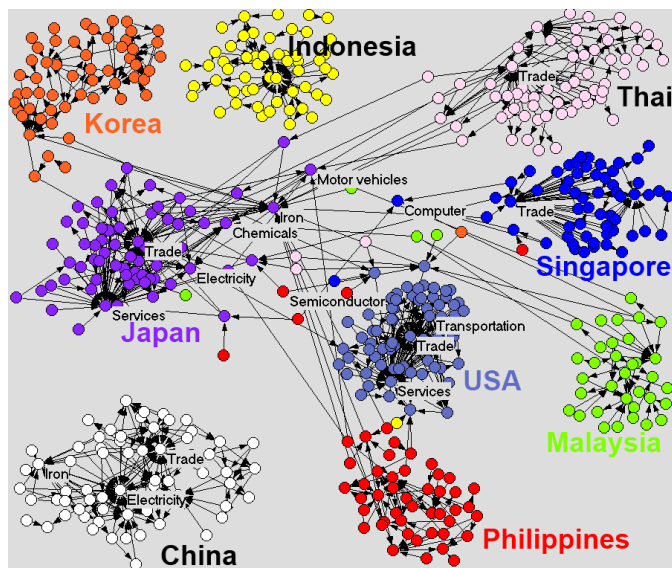 Indonesia
Trade
Thai
Korea
Motor vehicles
Iron
Computer
Trade
Chemicals
Trade
Electricity
Singapore
Semiconductor
Services
Japan
Transportation
Trade
USA
Services
Malaysia
Trade
Iron
Electricity
China
Philippines